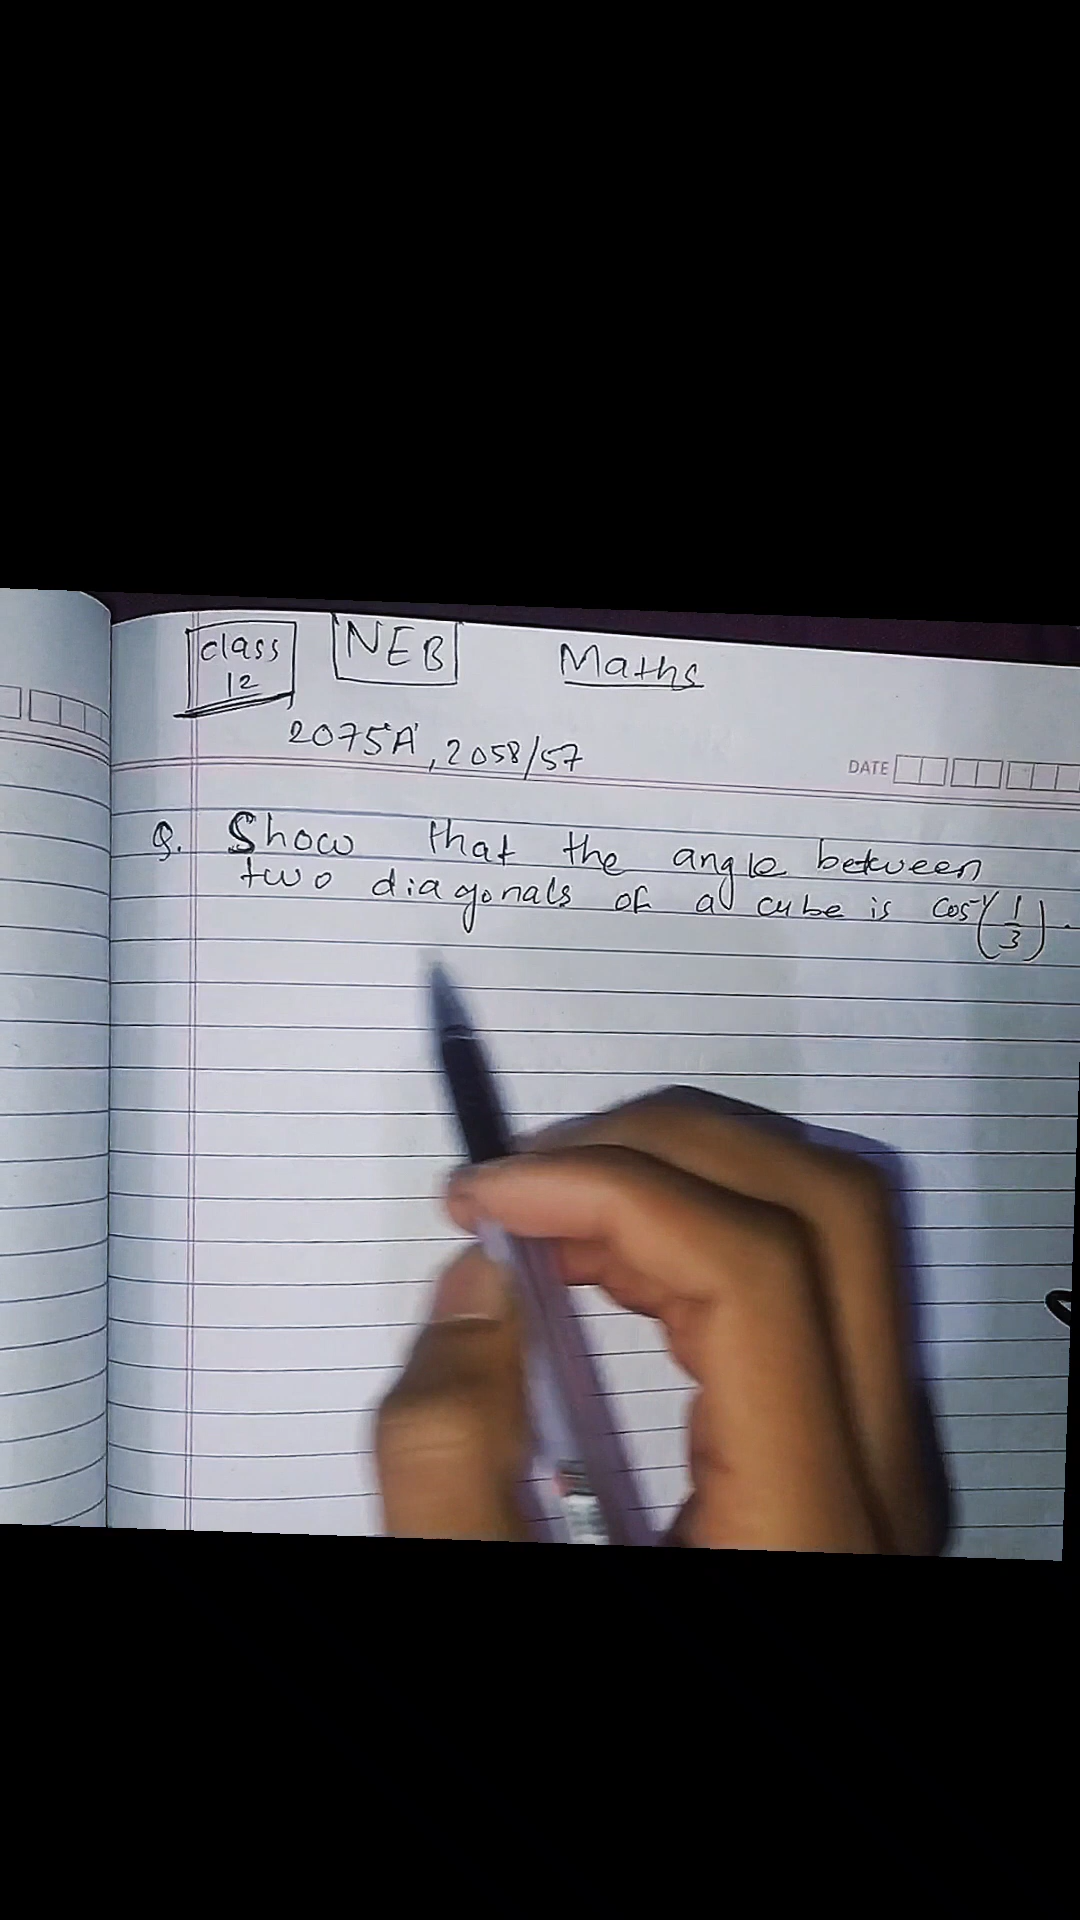 class
12
NEB
Maths
2075'A', 2058/57
DATE
Q. Show that the angle between
two diagonals of a cube is cos⁻¹(1/3).